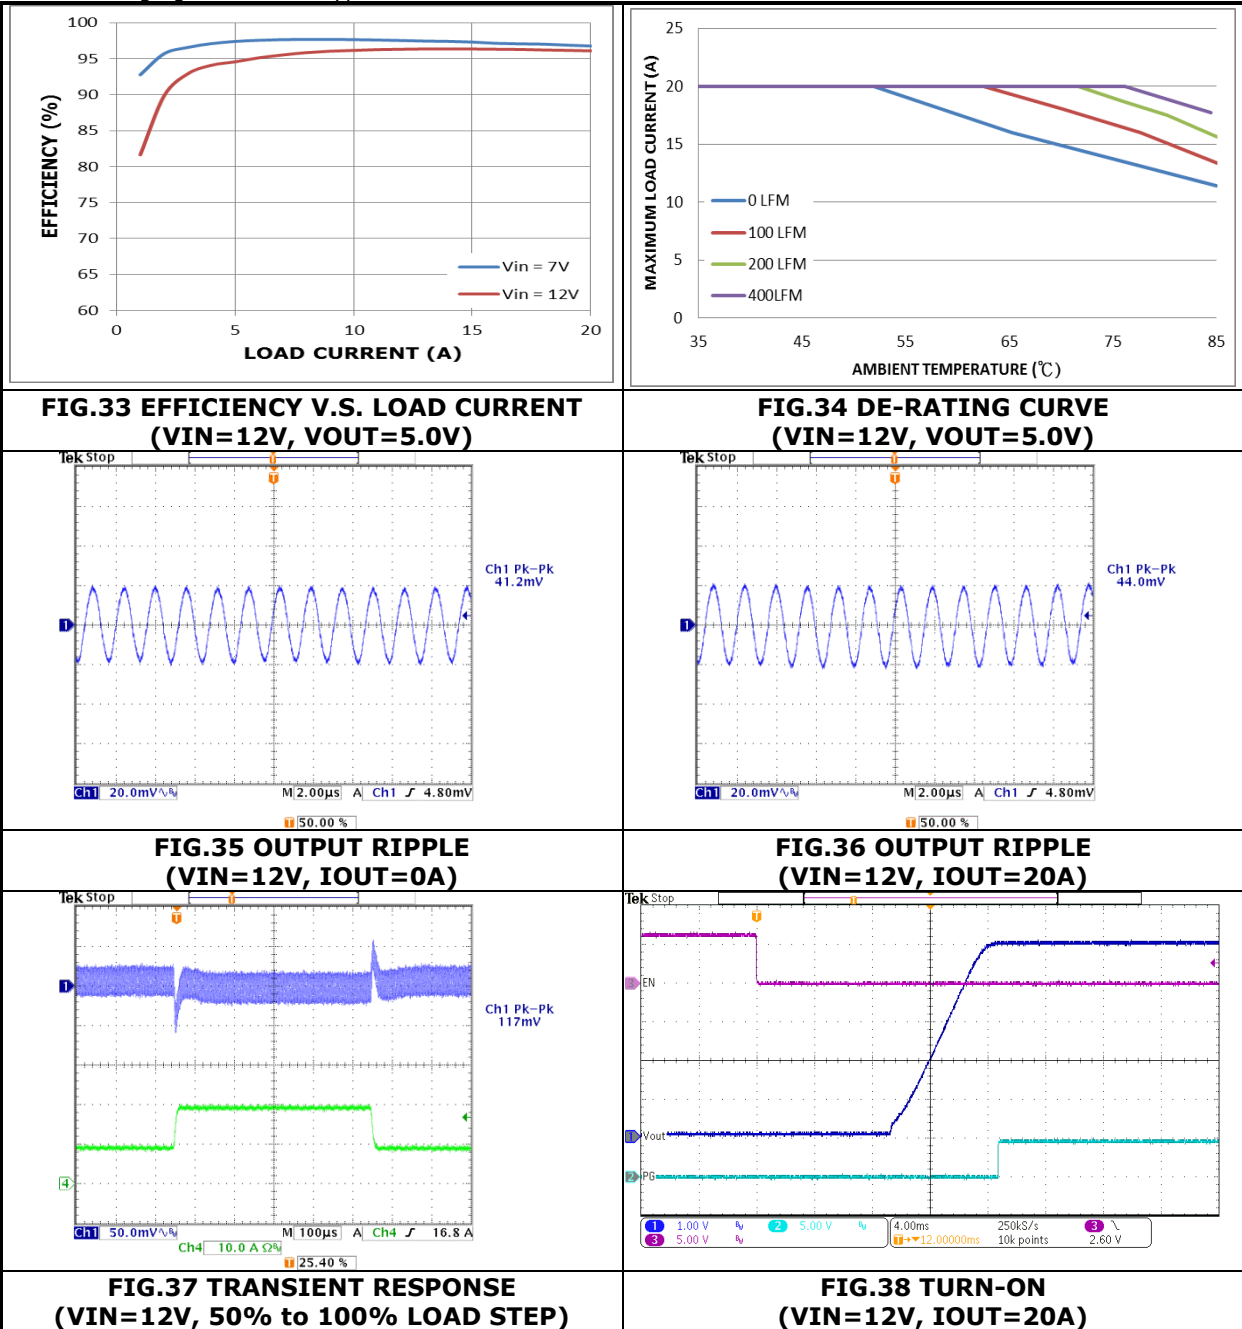 100
95
90
85
80
75
70
65
60
EFFICIENCY (%)
Vin = 7V
Vin = 12V
0 5 10 15 20
LOAD CURRENT (A)
25
20
15
10
5
0
MAXIMUM LOAD CURRENT (A)
0 LFM
100 LFM
200 LFM
400LFM
35 45 55 65 75 85
AMBIENT TEMPERATURE (℃)
FIG.33 EFFICIENCY V.S. LOAD CURRENT
(VIN=12V, VOUT=5.0V)
FIG.34 DE-RATING CURVE
(VIN=12V, VOUT=5.0V)
Tek Stop
T
T
1
Ch1 Pk-Pk
41.2mV
Ch1 20.0mV M 2.00µs A Ch1 4.80mV
T 50.00 %
Tek Stop
T
T
1
Ch1 Pk-Pk
44.0mV
Ch1 20.0mV M 2.00µs A Ch1 4.80mV
T 50.00 %
FIG.35 OUTPUT RIPPLE
(VIN=12V, IOUT=0A)
FIG.36 OUTPUT RIPPLE
(VIN=12V, IOUT=20A)
Tek Stop
T
T
1
Ch1 Pk-Pk
117mV
4
Ch1 50.0mV M 100µs A Ch4 16.8 A
Ch4 10.0 A Ω
T 25.40 %
Tek Stop
T
T
3 EN
1 Vout
2 PG
1 1.00 V 2 5.00 V 4.00ms 250kS/s 3
3 5.00 V T→▼12.00000ms 10k points 2.60 V
FIG.37 TRANSIENT RESPONSE
(VIN=12V, 50% to 100% LOAD STEP)
FIG.38 TURN-ON
(VIN=12V, IOUT=20A)